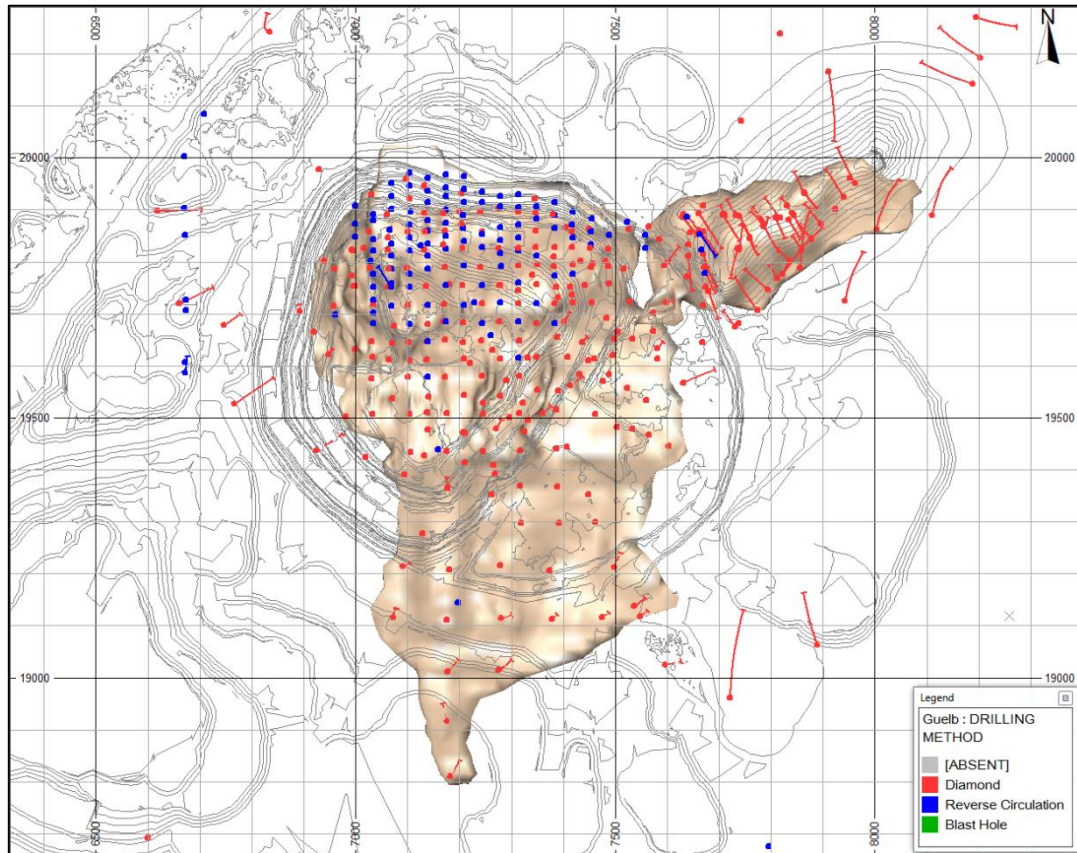 6500
7000
7500
8000
N
20000
20000
19500
19500
19000
19000
6500
7000
7500
8000
Legend
Guelb : DRILLING
METHOD
[ABSENT]
Diamond
Reverse Circulation
Blast Hole